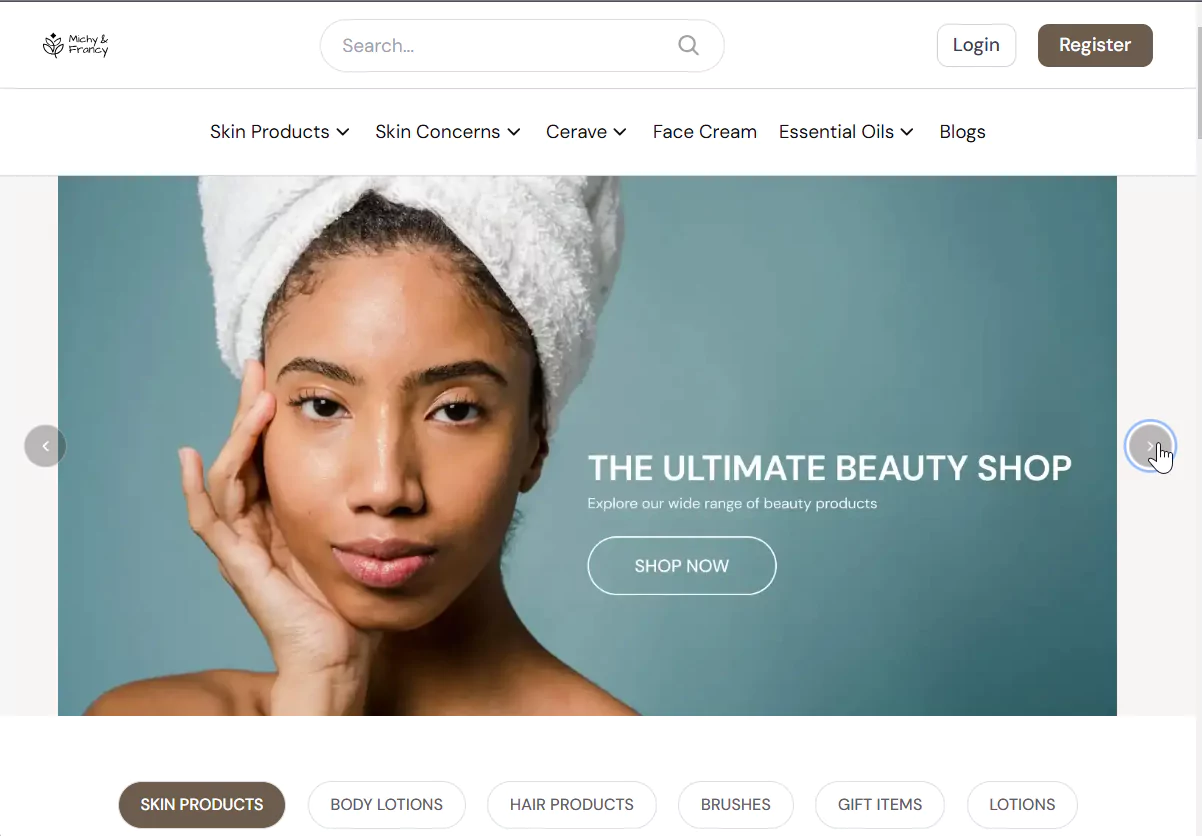 Michy &
Francy
Search...
Login
Register
Skin Products
Skin Concerns
Cerave
Face Cream
Essential Oils
Blogs
THE ULTIMATE BEAUTY SHOP
Explore our wide range of beauty products
SHOP NOW
SKIN PRODUCTS
BODY LOTIONS
HAIR PRODUCTS
BRUSHES
GIFT ITEMS
LOTIONS